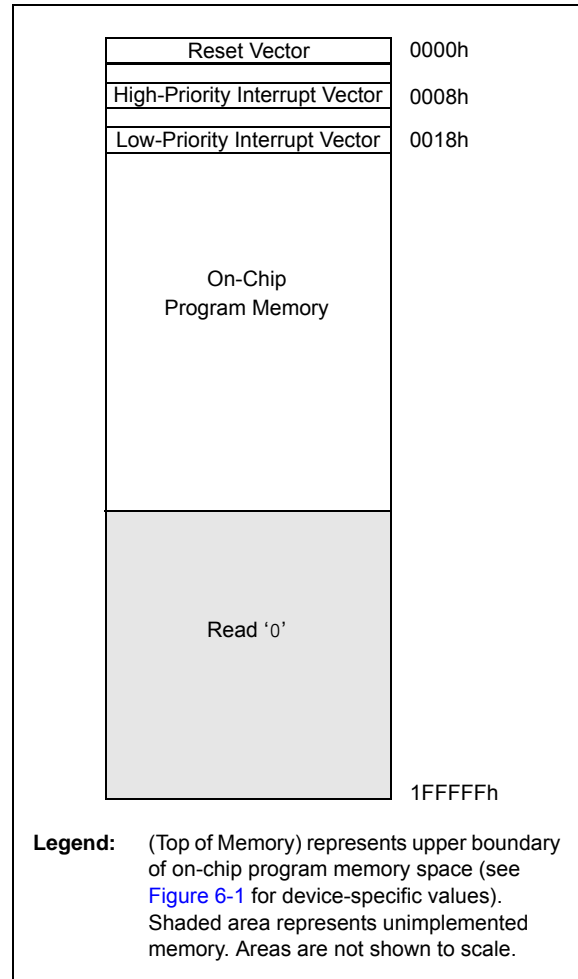 Reset Vector 0000h
High-Priority Interrupt Vector 0008h
Low-Priority Interrupt Vector 0018h
On-Chip
Program Memory
Read ‘0’
1FFFFFh
Legend: (Top of Memory) represents upper boundary
of on-chip program memory space (see
Figure 6-1 for device-specific values).
Shaded area represents unimplemented
memory. Areas are not shown to scale.